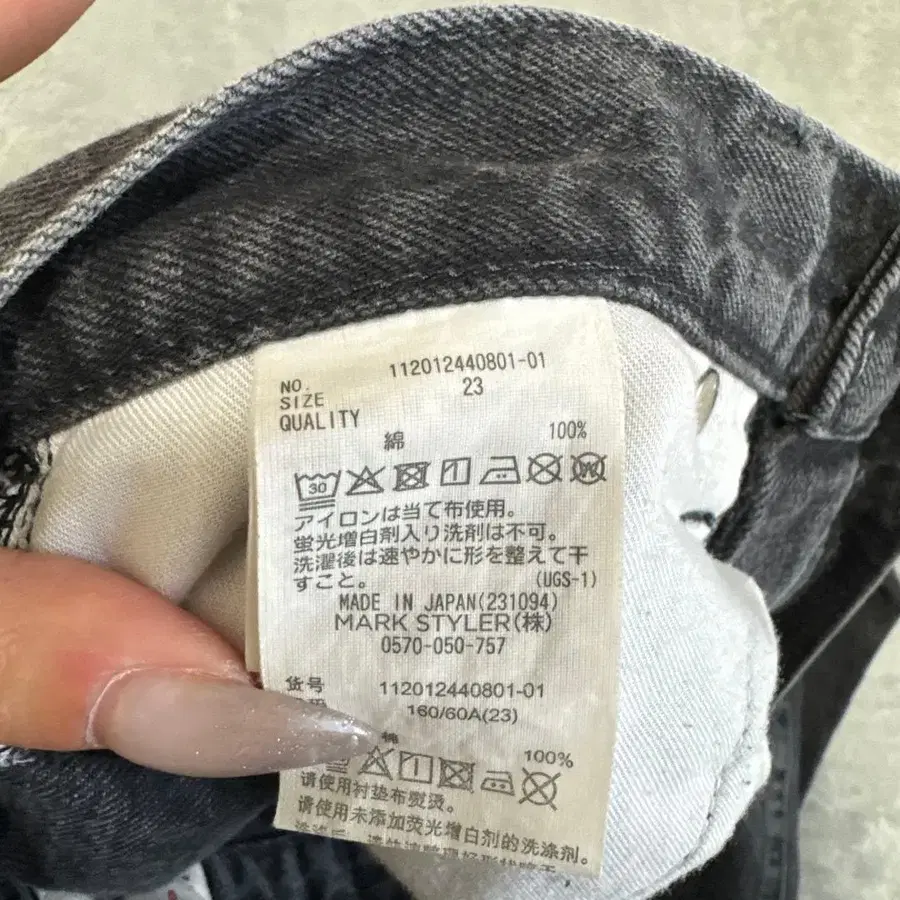 NO. 112012440801-01
SIZE 23
QUALITY
綿 100%
30
アイロンは当て布使用。
蛍光増白剤入り洗剤は不可。
洗濯後は速やかに形を整えて干
すこと。 (UGS-1)
MADE IN JAPAN(231094)
MARK STYLER(株)
0570-050-757
货号 112012440801-01
160/60A(23)
棉 100%
请使用衬垫布熨烫。
请使用未添加荧光增白剂的洗涤剂。